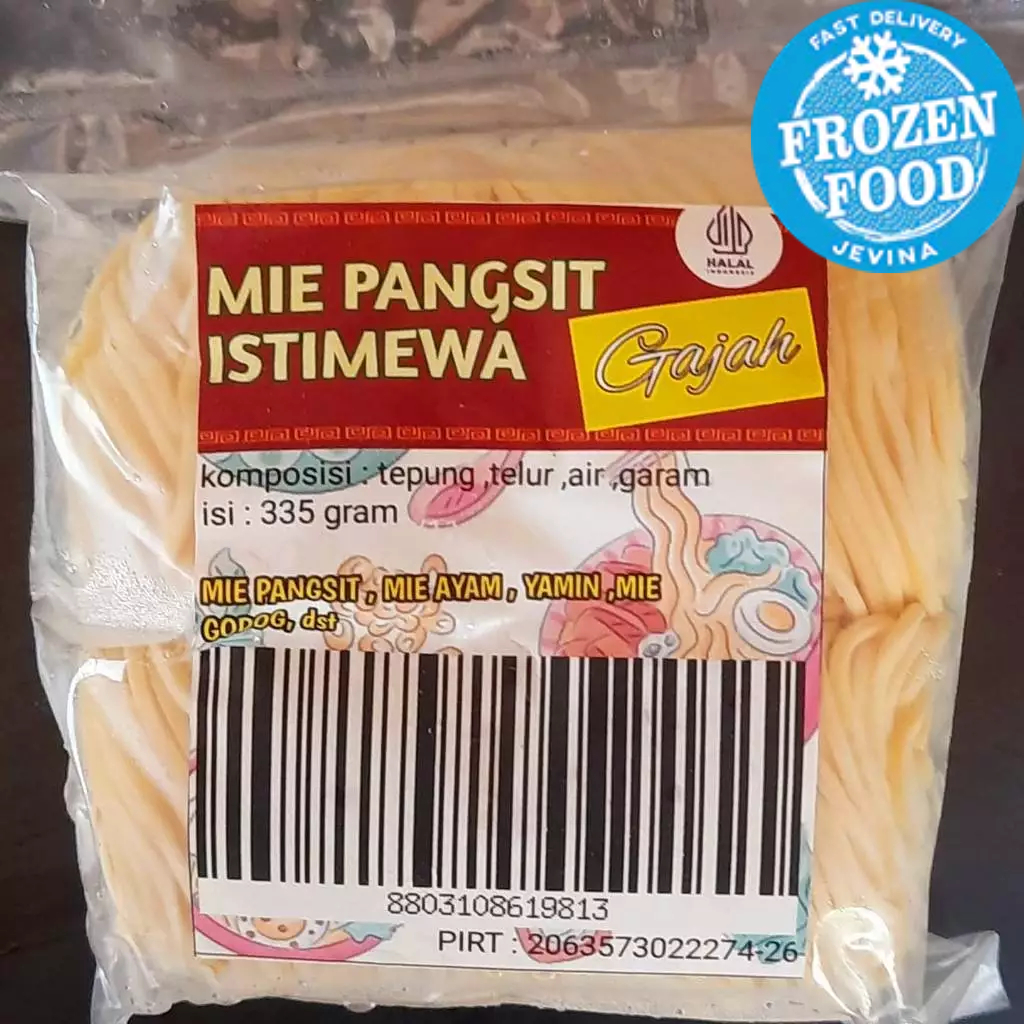 FAST DELIVERY
FROZEN
FOOD
JEVINA
HALAL
INDONESIA
MIE PANGSIT
ISTIMEWA
Gajah
komposisi : tepung ,telur ,air ,garam
isi : 335 gram
MIE PANGSIT , MIE AYAM , YAMIN ,MIE
GODOG, dst
8803108619813
PIRT : 2063573022274-26